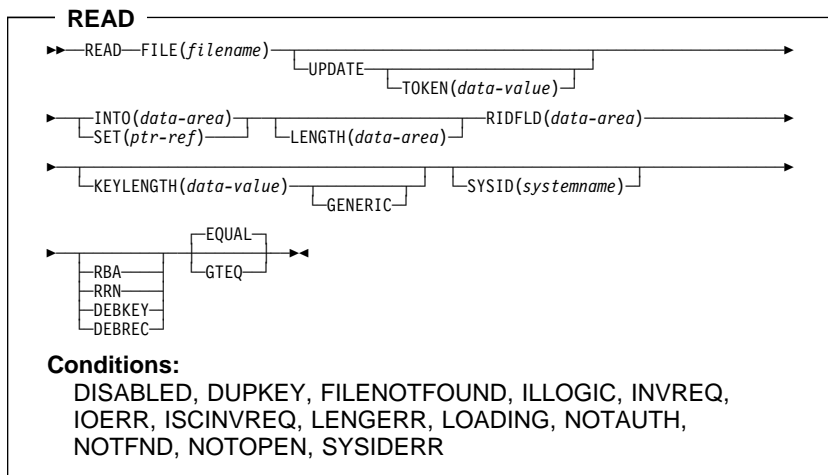 READ
READ FILE(filename)
UPDATE
TOKEN(data-value)
INTO(data-area) RIDFLD(data-area)
SET(ptr-ref) LENGTH(data-area)
KEYLENGTH(data-value) SYSID(systemname)
GENERIC
EQUAL
RBA GTEQ
RRN
DEBKEY
DEBREC
Conditions:
DISABLED, DUPKEY, FILENOTFOUND, ILLOGIC, INVREQ,
IOERR, ISCINVREQ, LENGERR, LOADING, NOTAUTH,
NOTFND, NOTOPEN, SYSIDERR